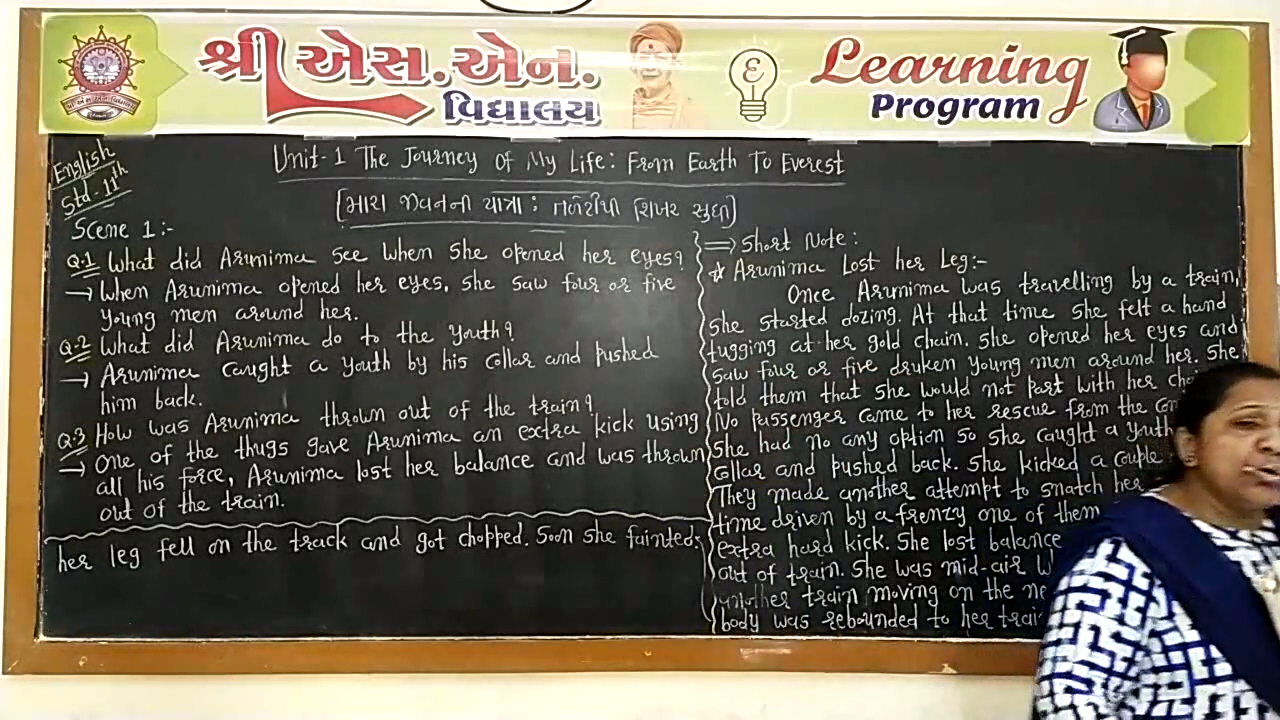 શ્રી એસ.એન.
વિદ્યાલય
Learning
Program
English
Std. 11th
Unit-1 The Journey Of My Life: From Earth To Everest
[મારા જીવનની યાત્રા : તળેટીથી શિખર સુધી]
Scene 1:-
Q.1 What did Arunima see when she opened her eyes?
→ When Arunima opened her eyes, she saw four or five
young men around her.
Q.2 What did Arunima do to the youth?
→ Arunima caught a youth by his collar and pushed
him back.
Q.3 How was Arunima thrown out of the train?
→ One of the thugs gave Arunima an extra kick using
all his force, Arunima lost her balance and was thrown
out of the train.
⇒ Short Note:
☆ Arunima Lost her Leg:-
Once Arunima was travelling by a train,
she started dozing. At that time she felt a hand
tugging at her gold chain. She opened her eyes and
saw four or five druken young men around her. She
told them that she would not part with her
No passenger came to her rescue from the
She had no any option so she caught a youth
collar and pushed back. She kicked a couple
They made another attempt to snatch her
time driven by a frenzy one of them
extra hard kick. She lost balance
out of train. She was mid-air
another train moving on the
body was rebounded to her
her leg fell on the track and got chopped. Soon she fainted.